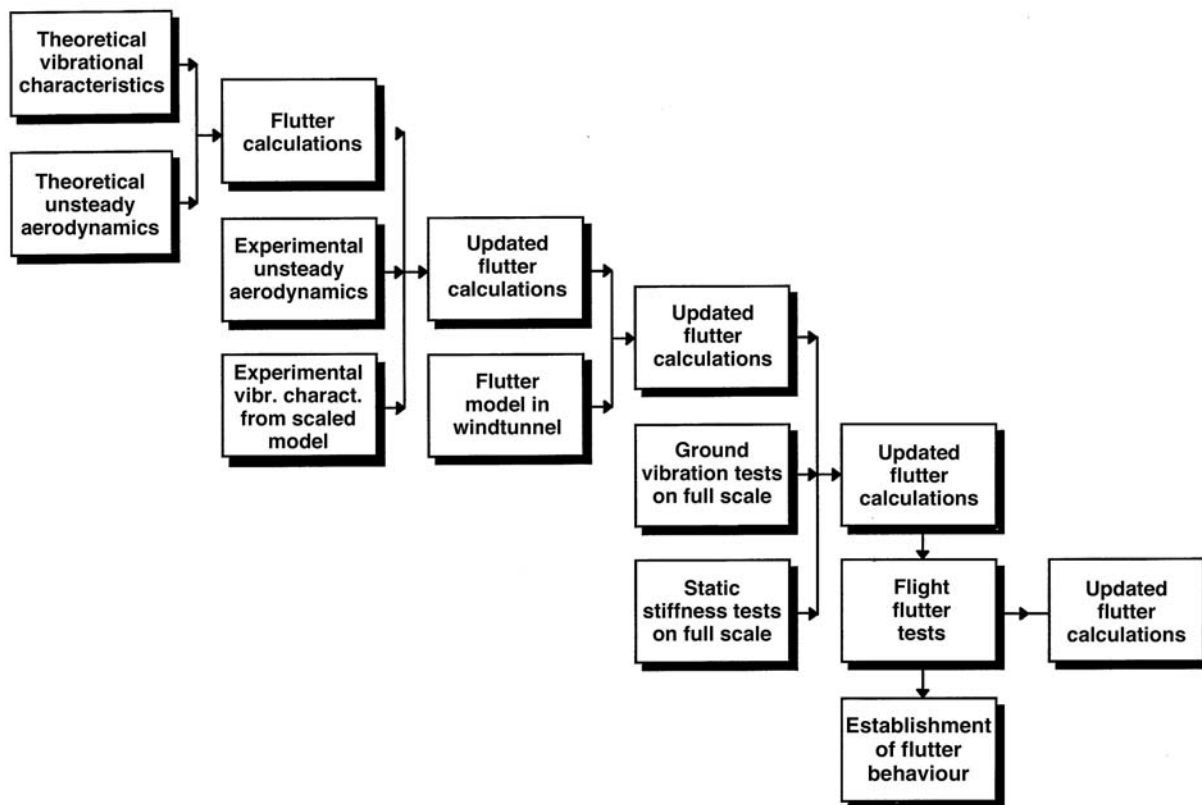 Theoretical
vibrational
characteristics
Theoretical
unsteady
aerodynamics
Flutter
calculations
Experimental
unsteady
aerodynamics
Experimental
vibr. charact.
from scaled
model
Updated
flutter
calculations
Flutter
model in
windtunnel
Updated
flutter
calculations
Ground
vibration tests
on full scale
Static
stiffness tests
on full scale
Updated
flutter
calculations
Flight
flutter
tests
Establishment
of flutter
behaviour
Updated
flutter
calculations